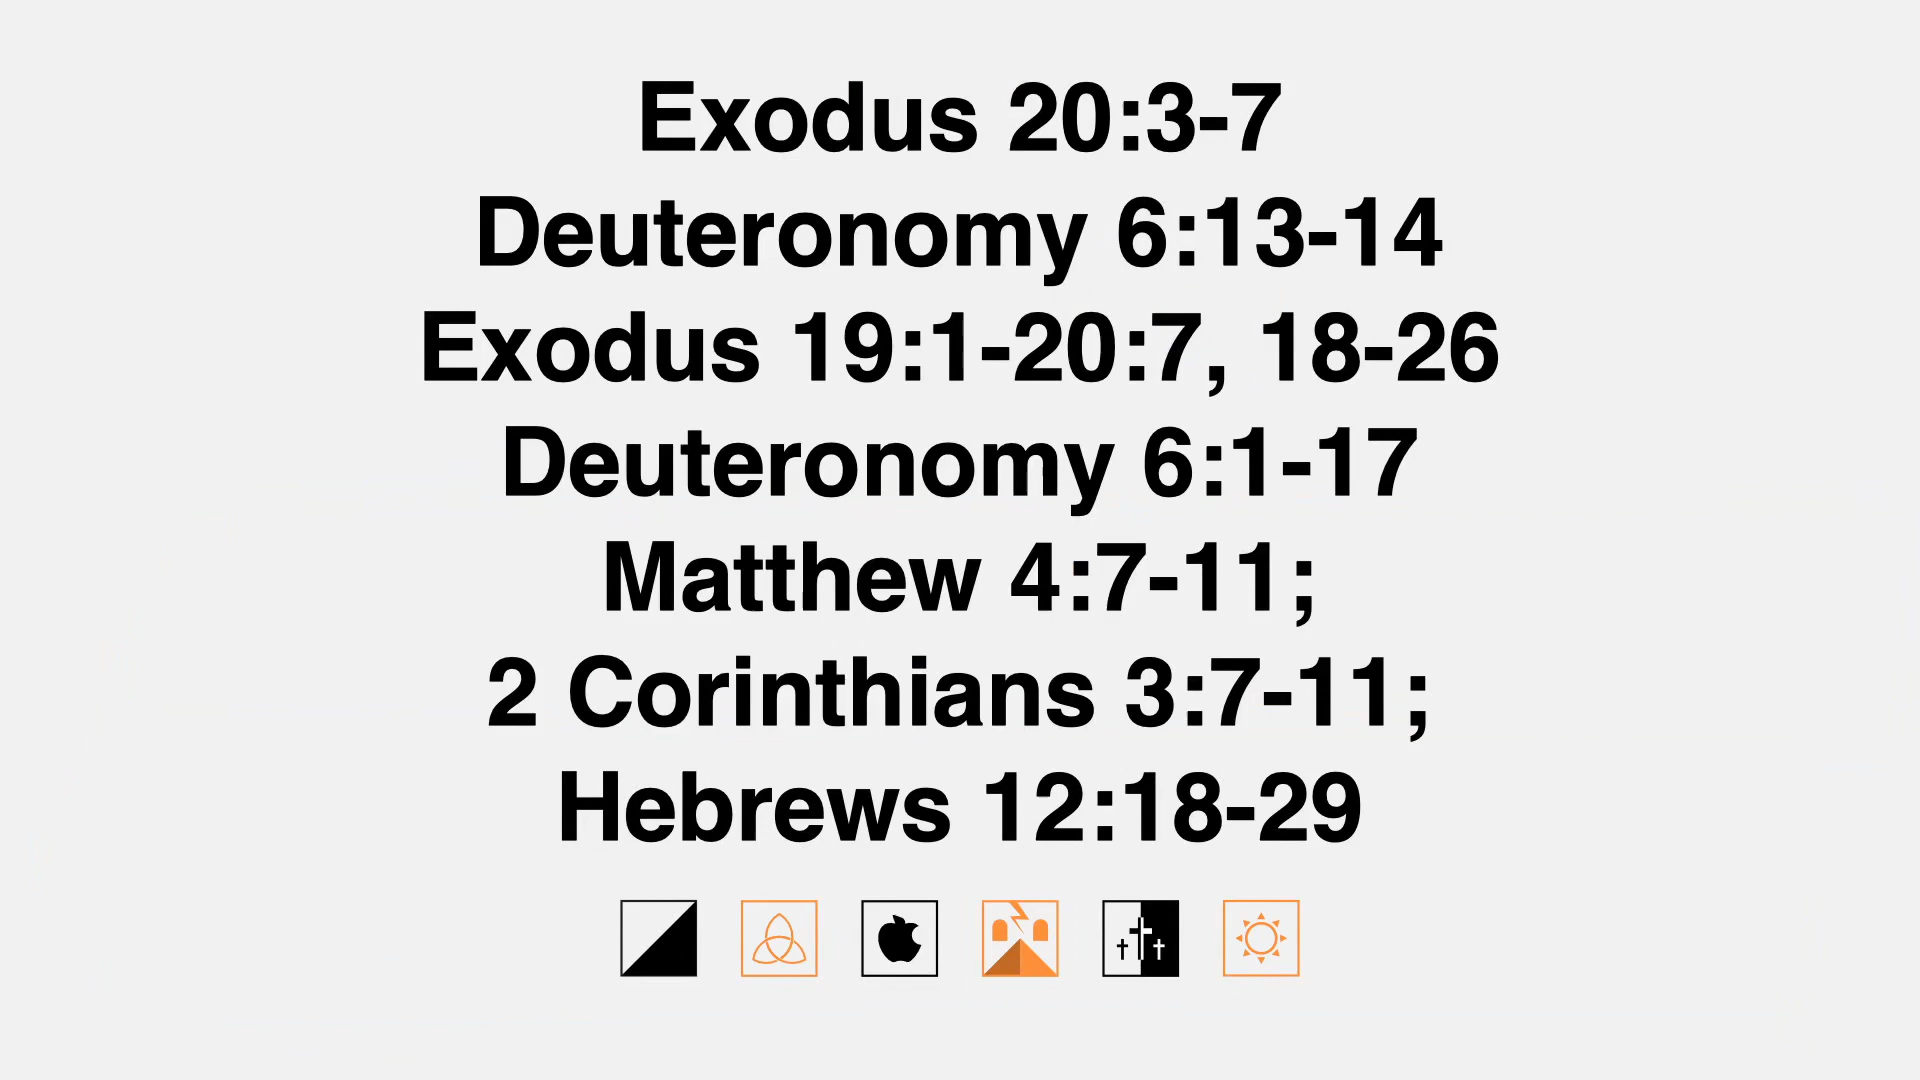 Exodus 20:3-7
Deuteronomy 6:13-14
Exodus 19:1-20:7, 18-26
Deuteronomy 6:1-17
Matthew 4:7-11;
2 Corinthians 3:7-11;
Hebrews 12:18-29